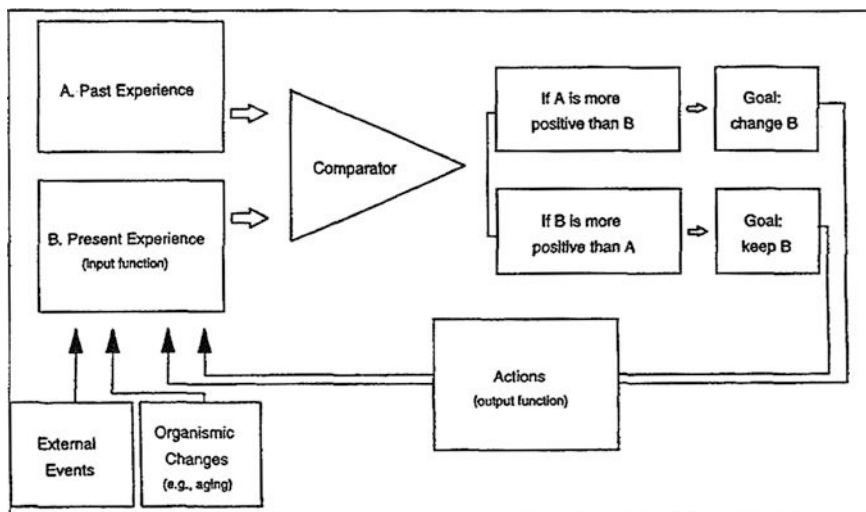 A. Past Experience
B. Present Experience
(input function)
Comparator
If A is more
positive than B
Goal:
change B
If B is more
positive than A
Goal:
keep B
Actions
(output function)
External
Events
Organismic
Changes
(e.g., aging)